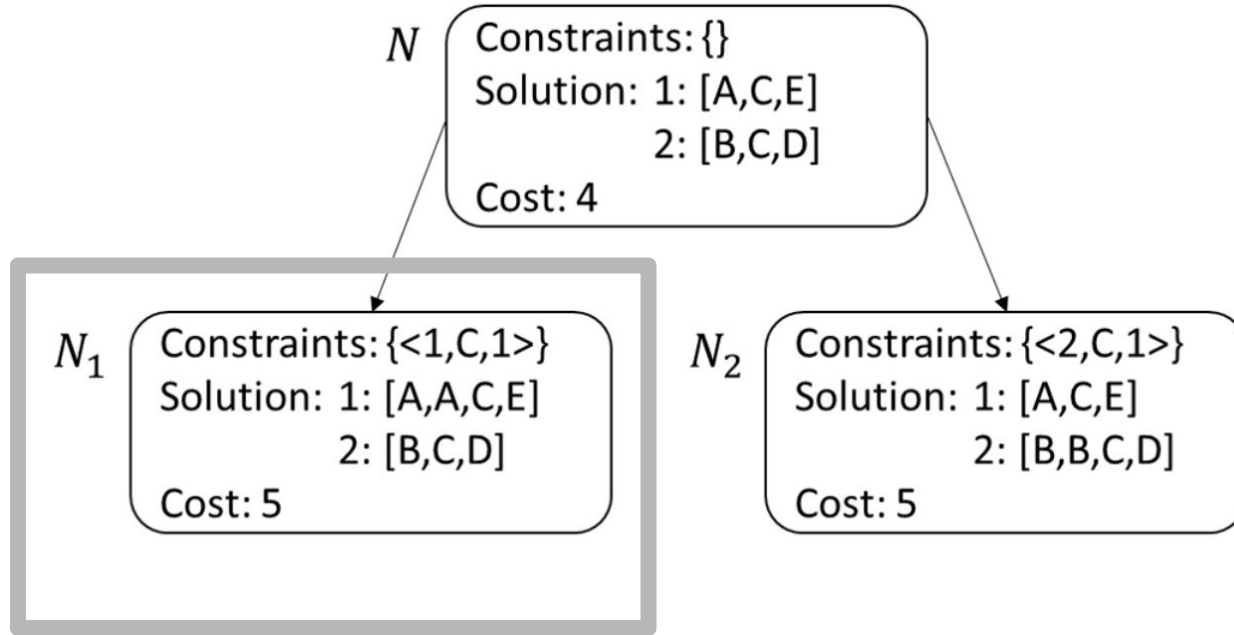 N
Constraints: {}
Solution: 1: [A,C,E]
2: [B,C,D]
Cost: 4
N₁
Constraints: {<1,C,1>}
Solution: 1: [A,A,C,E]
2: [B,C,D]
Cost: 5
N₂
Constraints: {<2,C,1>}
Solution: 1: [A,C,E]
2: [B,B,C,D]
Cost: 5